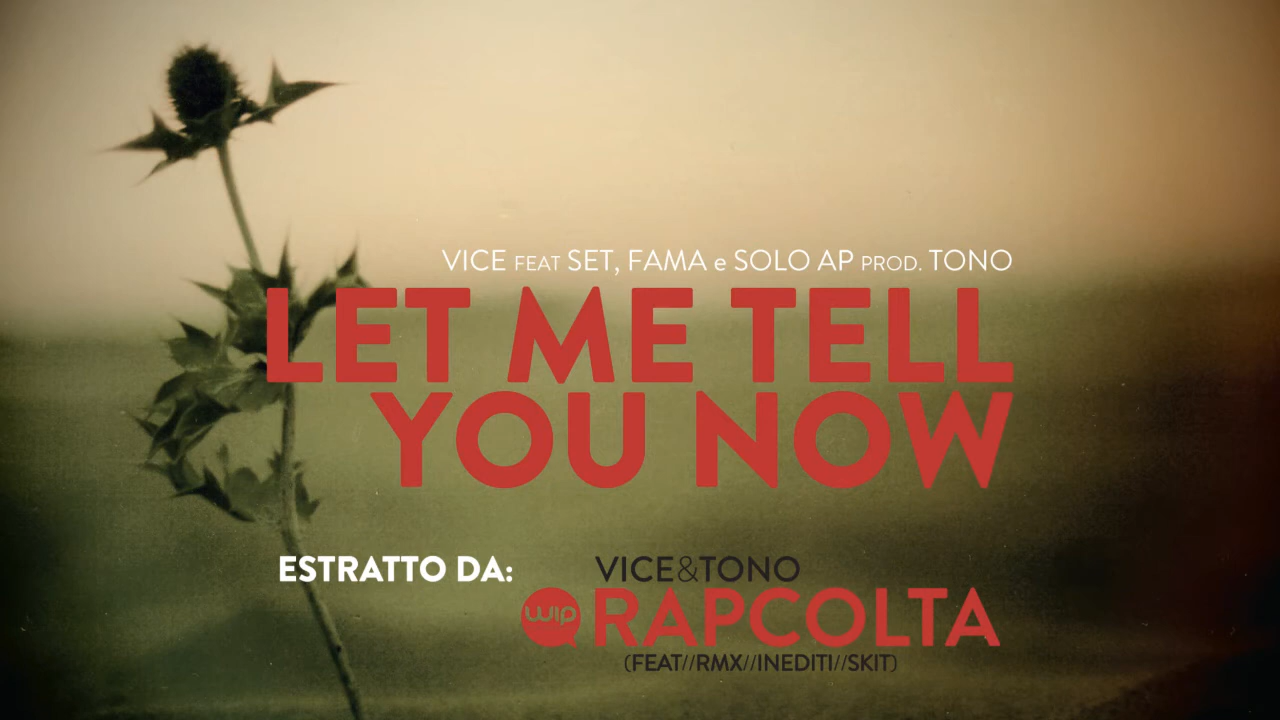 VICE FEAT SET, FAMA e SOLO AP PROD. TONO
LET ME TELL
YOU NOW
ESTRATTO DA:
VICE&TONO
wip RAPCOLTA
(FEAT//RMX//INEDITI//SKIT)